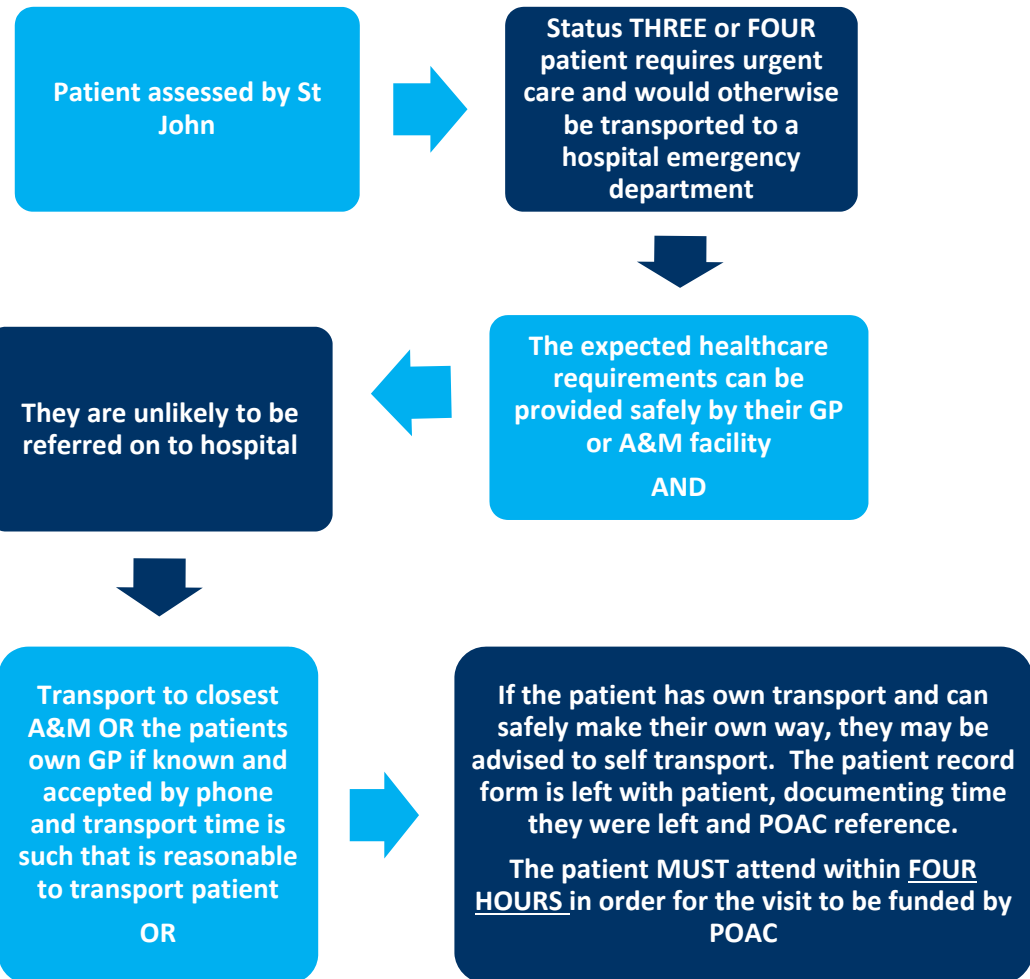 Patient assessed by St
John
Status THREE or FOUR
patient requires urgent
care and would otherwise
be transported to a
hospital emergency
department
The expected healthcare
requirements can be
provided safely by their GP
or A&M facility
AND
They are unlikely to be
referred on to hospital
Transport to closest
A&M OR the patients
own GP if known and
accepted by phone
and transport time is
such that is reasonable
to transport patient
OR
If the patient has own transport and can
safely make their own way, they may be
advised to self transport. The patient record
form is left with patient, documenting time
they were left and POAC reference.
The patient MUST attend within FOUR
HOURS in order for the visit to be funded by
POAC